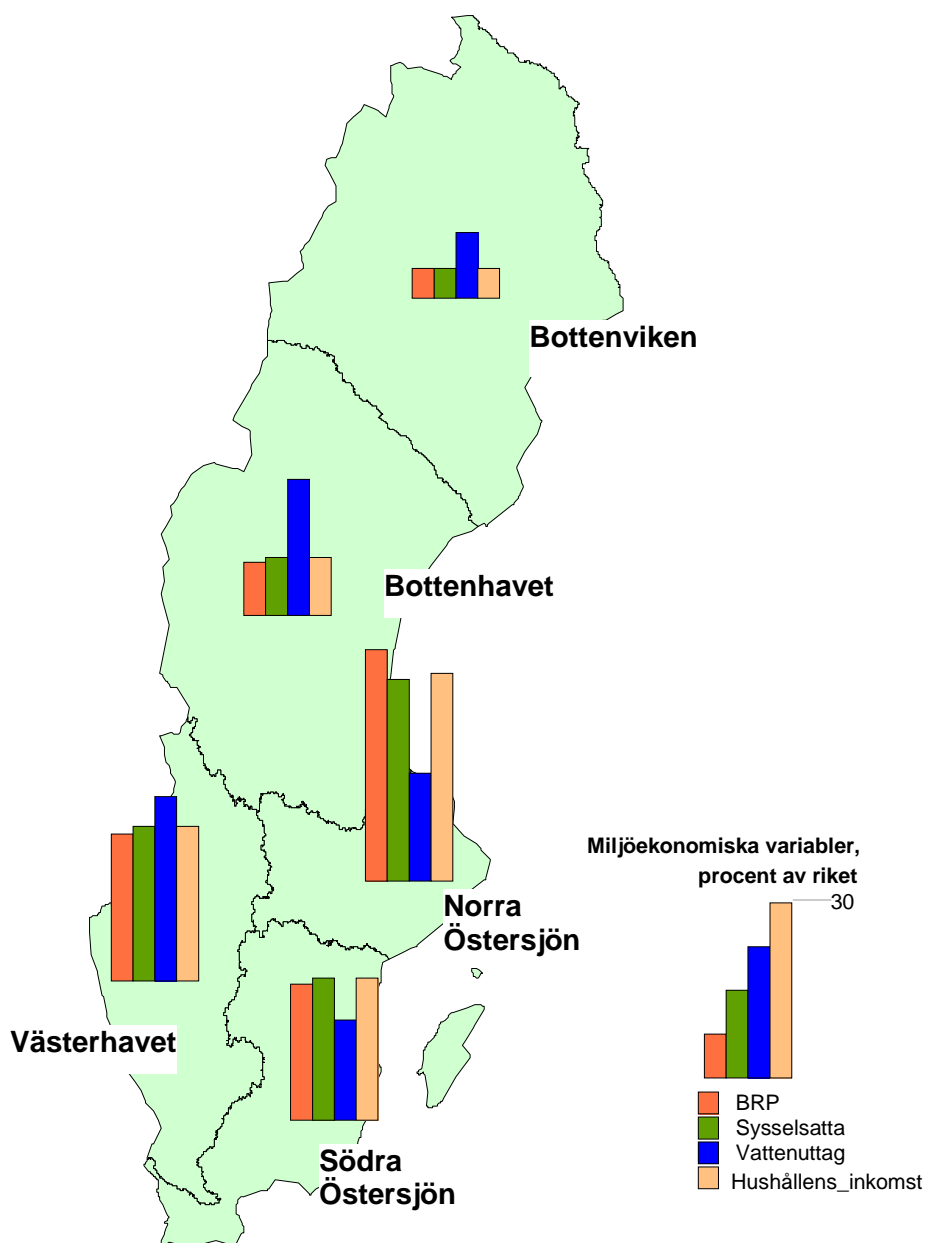 Bottenviken
Bottenhavet
Norra
Östersjön
Västerhavet
Södra
Östersjön
Miljöekonomiska variabler,
procent av riket
30
BRP
Sysselsatta
Vattenuttag
Hushållens_inkomst